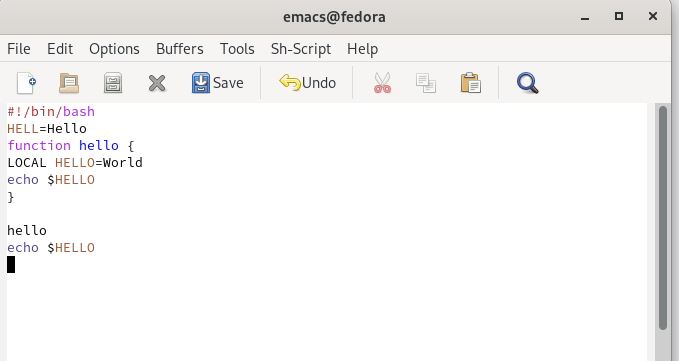 emacs@fedora
File Edit Options Buffers Tools Sh-Script Help
Save Undo
#!/bin/bash
HELL=Hello
function hello {
LOCAL HELLO=World
echo $HELLO
}
hello
echo $HELLO